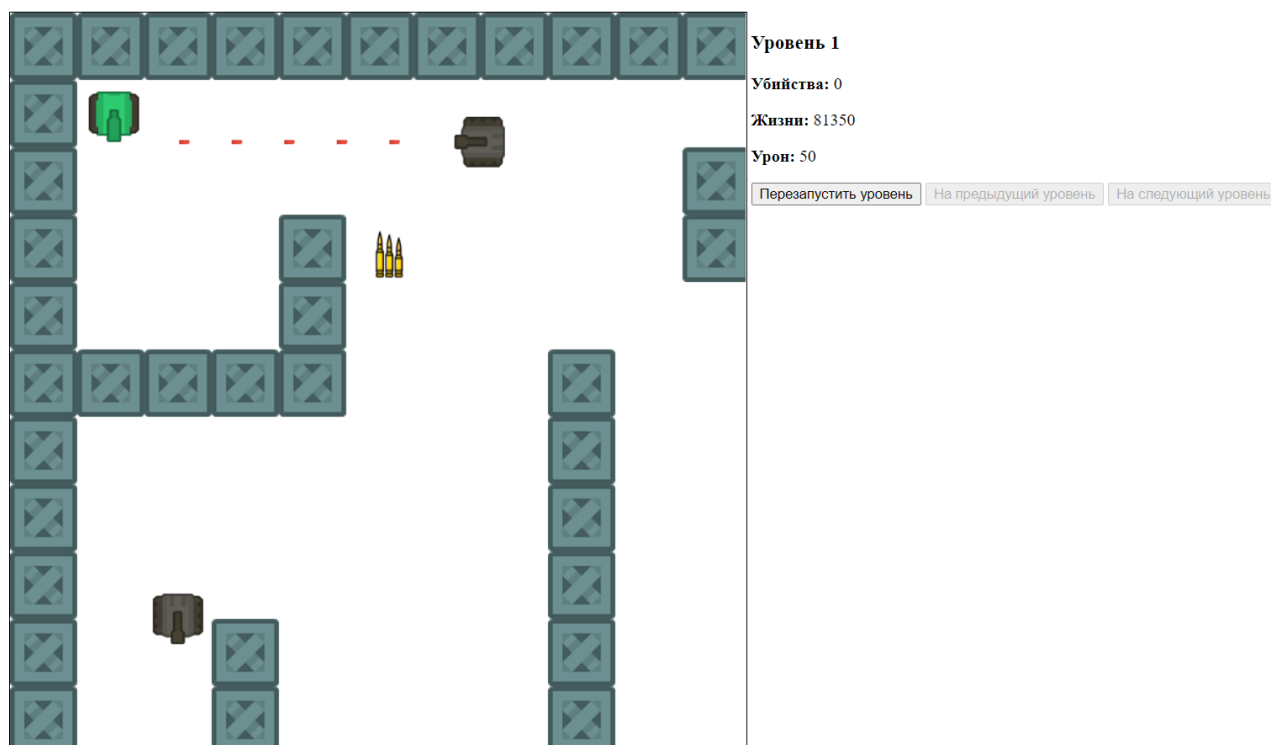 Уровень 1
Убийства: 0
Жизни: 81350
Урон: 50
Перезапустить уровень На предыдущий уровень На следующий уровень